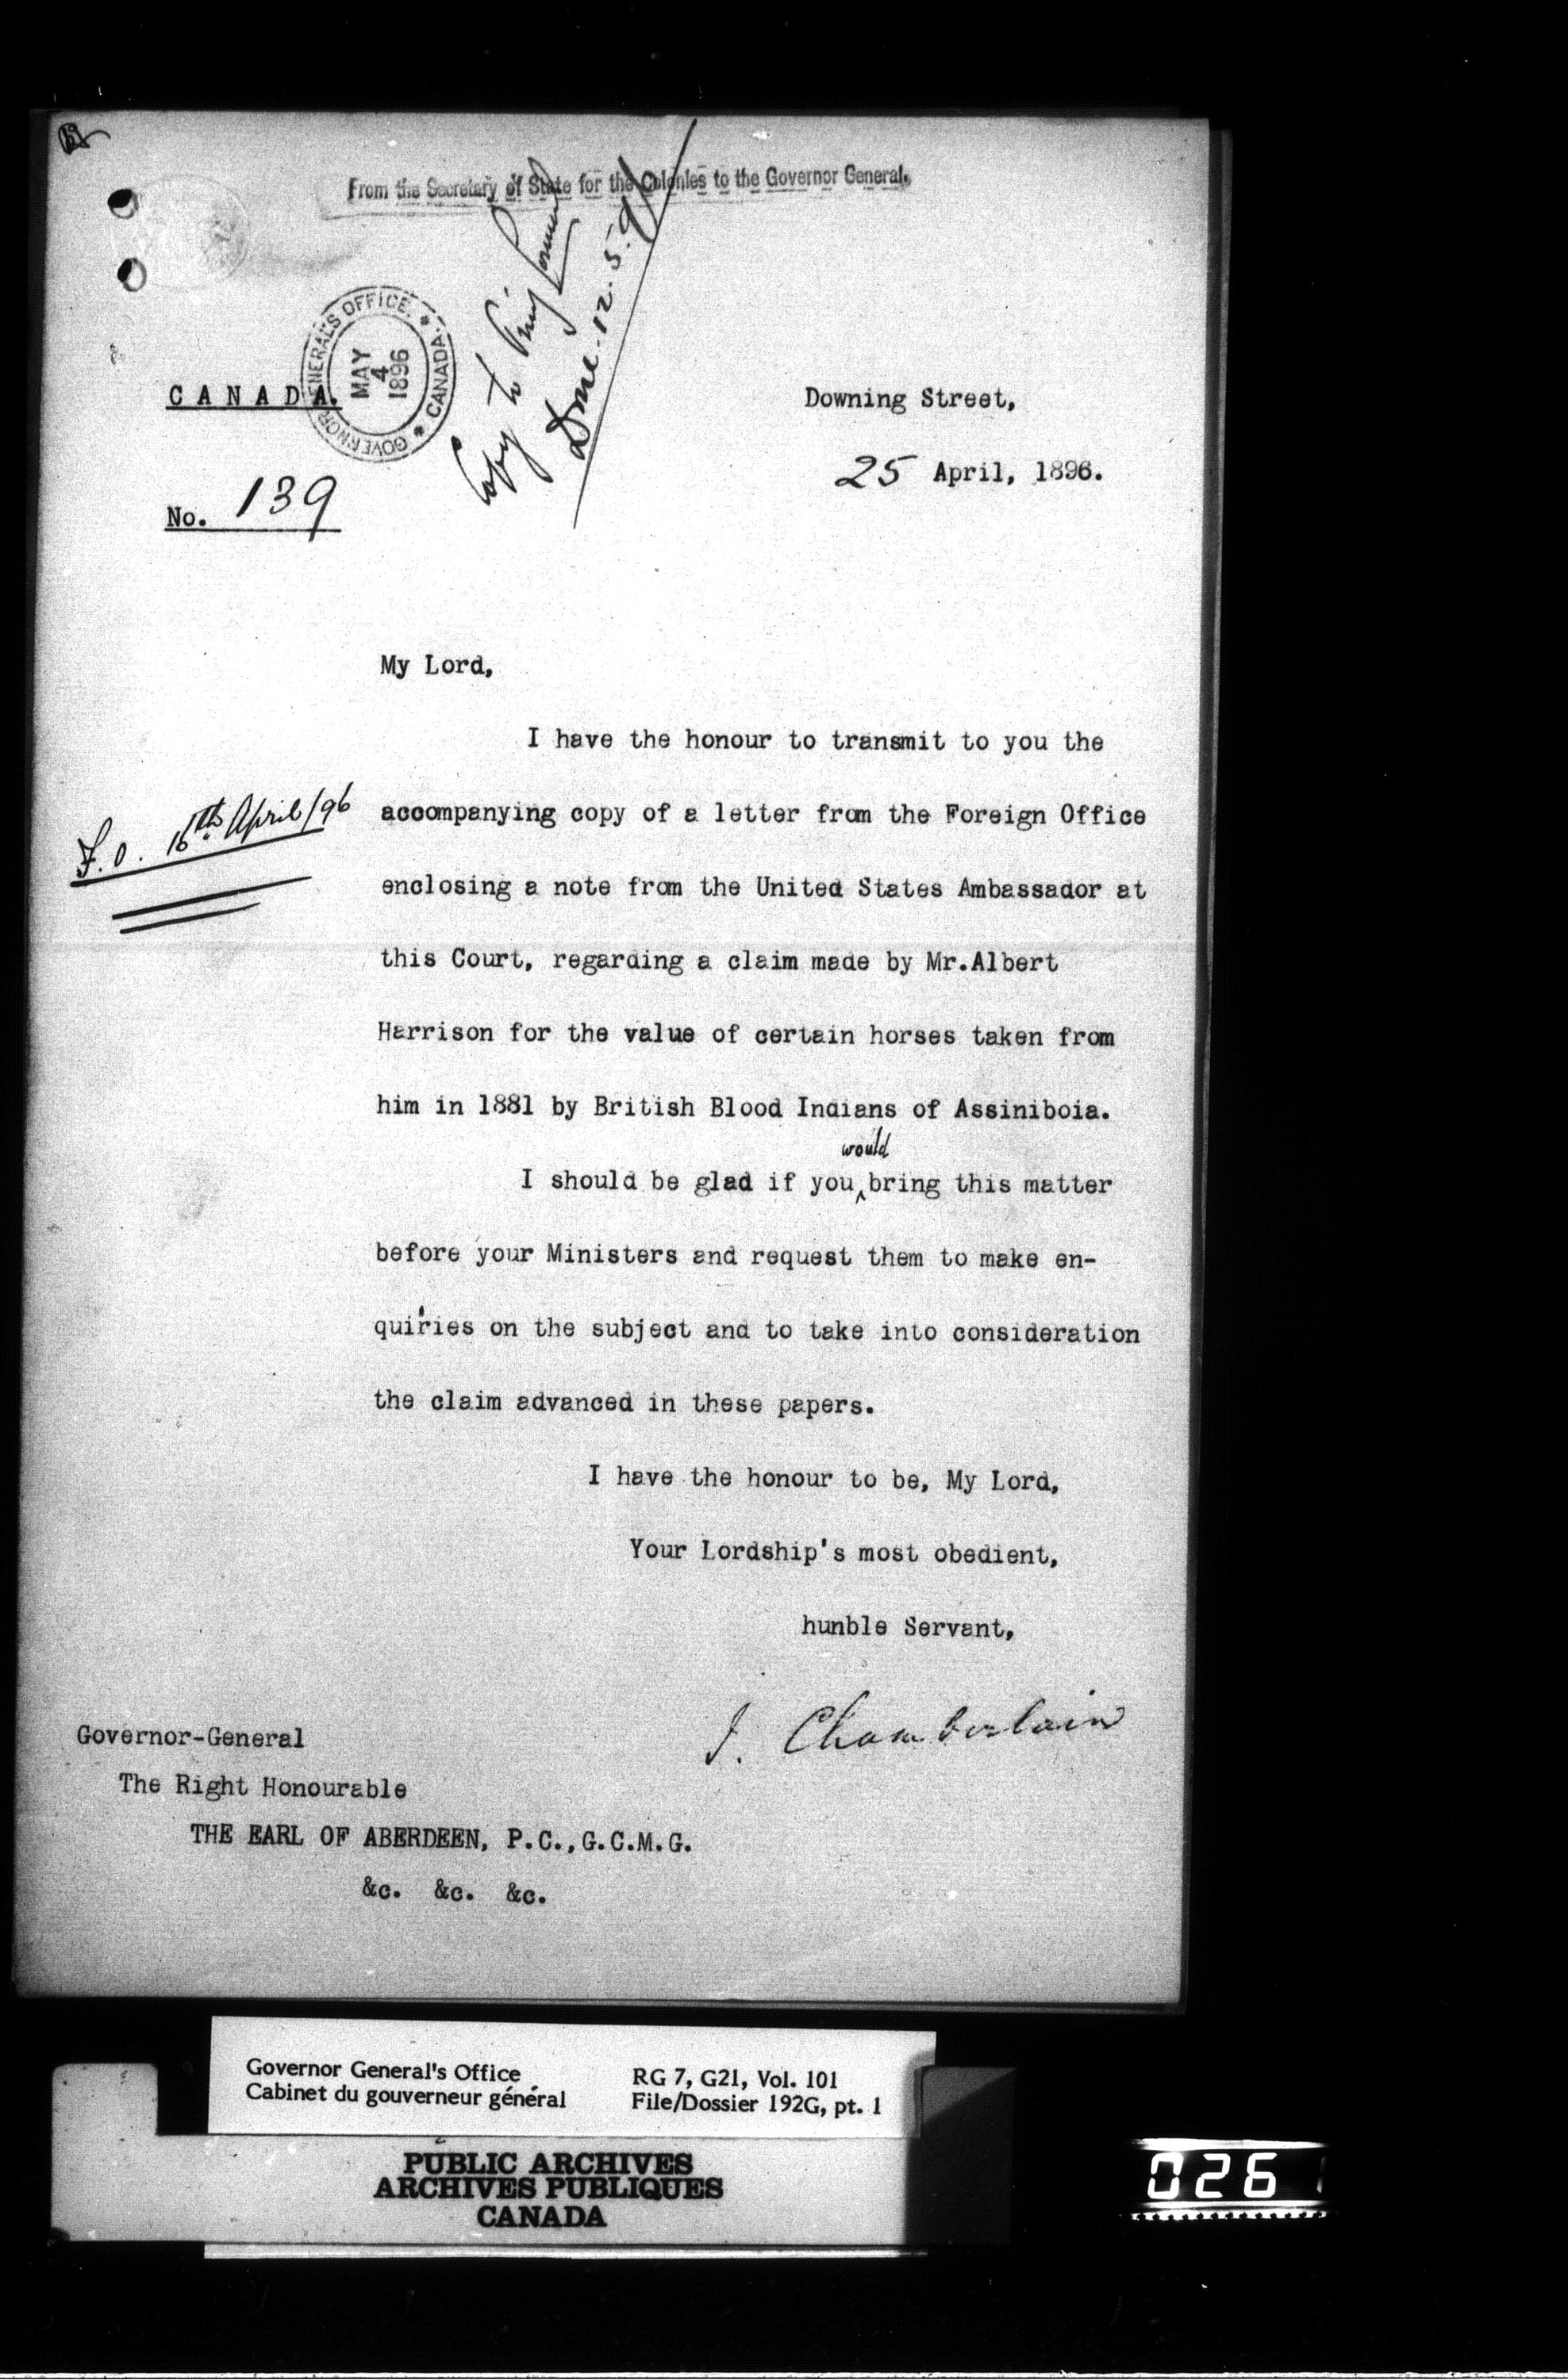 From the Secretary of State for the Colonies to the Governor General.
Copy to Privy Council
Done. 12.5.96
GOVERNOR GENERAL'S OFFICE. * CANADA *
MAY
4
1896
CANADA.
No. 139
Downing Street,
25 April, 1896.
My Lord,
I have the honour to transmit to you the
F.O. 16th April/96
accompanying copy of a letter from the Foreign Office
enclosing a note from the United States Ambassador at
this Court, regarding a claim made by Mr.Albert
Harrison for the value of certain horses taken from
him in 1881 by British Blood Indians of Assiniboia.
I should be glad if you would bring this matter
before your Ministers and request them to make en-
quiries on the subject and to take into consideration
the claim advanced in these papers.
I have the honour to be, My Lord,
Your Lordship's most obedient,
hunble Servant,
J. Chamberlain
Governor-General
The Right Honourable
THE EARL OF ABERDEEN, P.C.,G.C.M.G.
&c. &c. &c.
Governor General's Office
Cabinet du gouverneur général
RG 7, G21, Vol. 101
File/Dossier 192G, pt. 1
PUBLIC ARCHIVES
ARCHIVES PUBLIQUES
CANADA
026